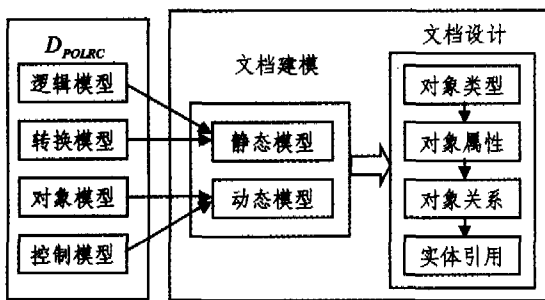 D_POLRC
逻辑模型
转换模型
对象模型
控制模型
文档建模
静态模型
动态模型
文档设计
对象类型
对象属性
对象关系
实体引用